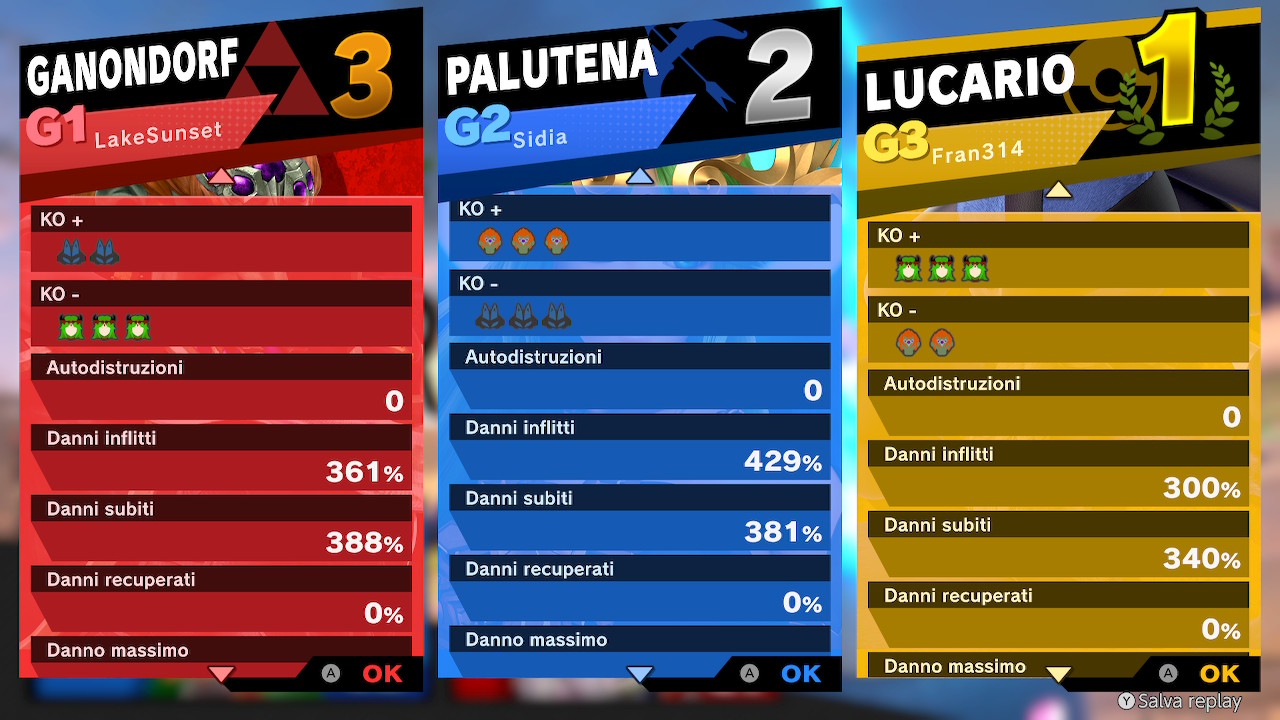 GANONDORF
3
G1 LakeSunset
KO +
KO -
Autodistruzioni
0
Danni inflitti
361%
Danni subiti
388%
Danni recuperati
0%
Danno massimo
A OK
PALUTENA
2
G2 Sidia
KO +
KO -
Autodistruzioni
0
Danni inflitti
429%
Danni subiti
381%
Danni recuperati
0%
Danno massimo
A OK
LUCARIO
1
G3 Fran314
KO +
KO -
Autodistruzioni
0
Danni inflitti
300%
Danni subiti
340%
Danni recuperati
0%
Danno massimo
A OK
Y Salva replay